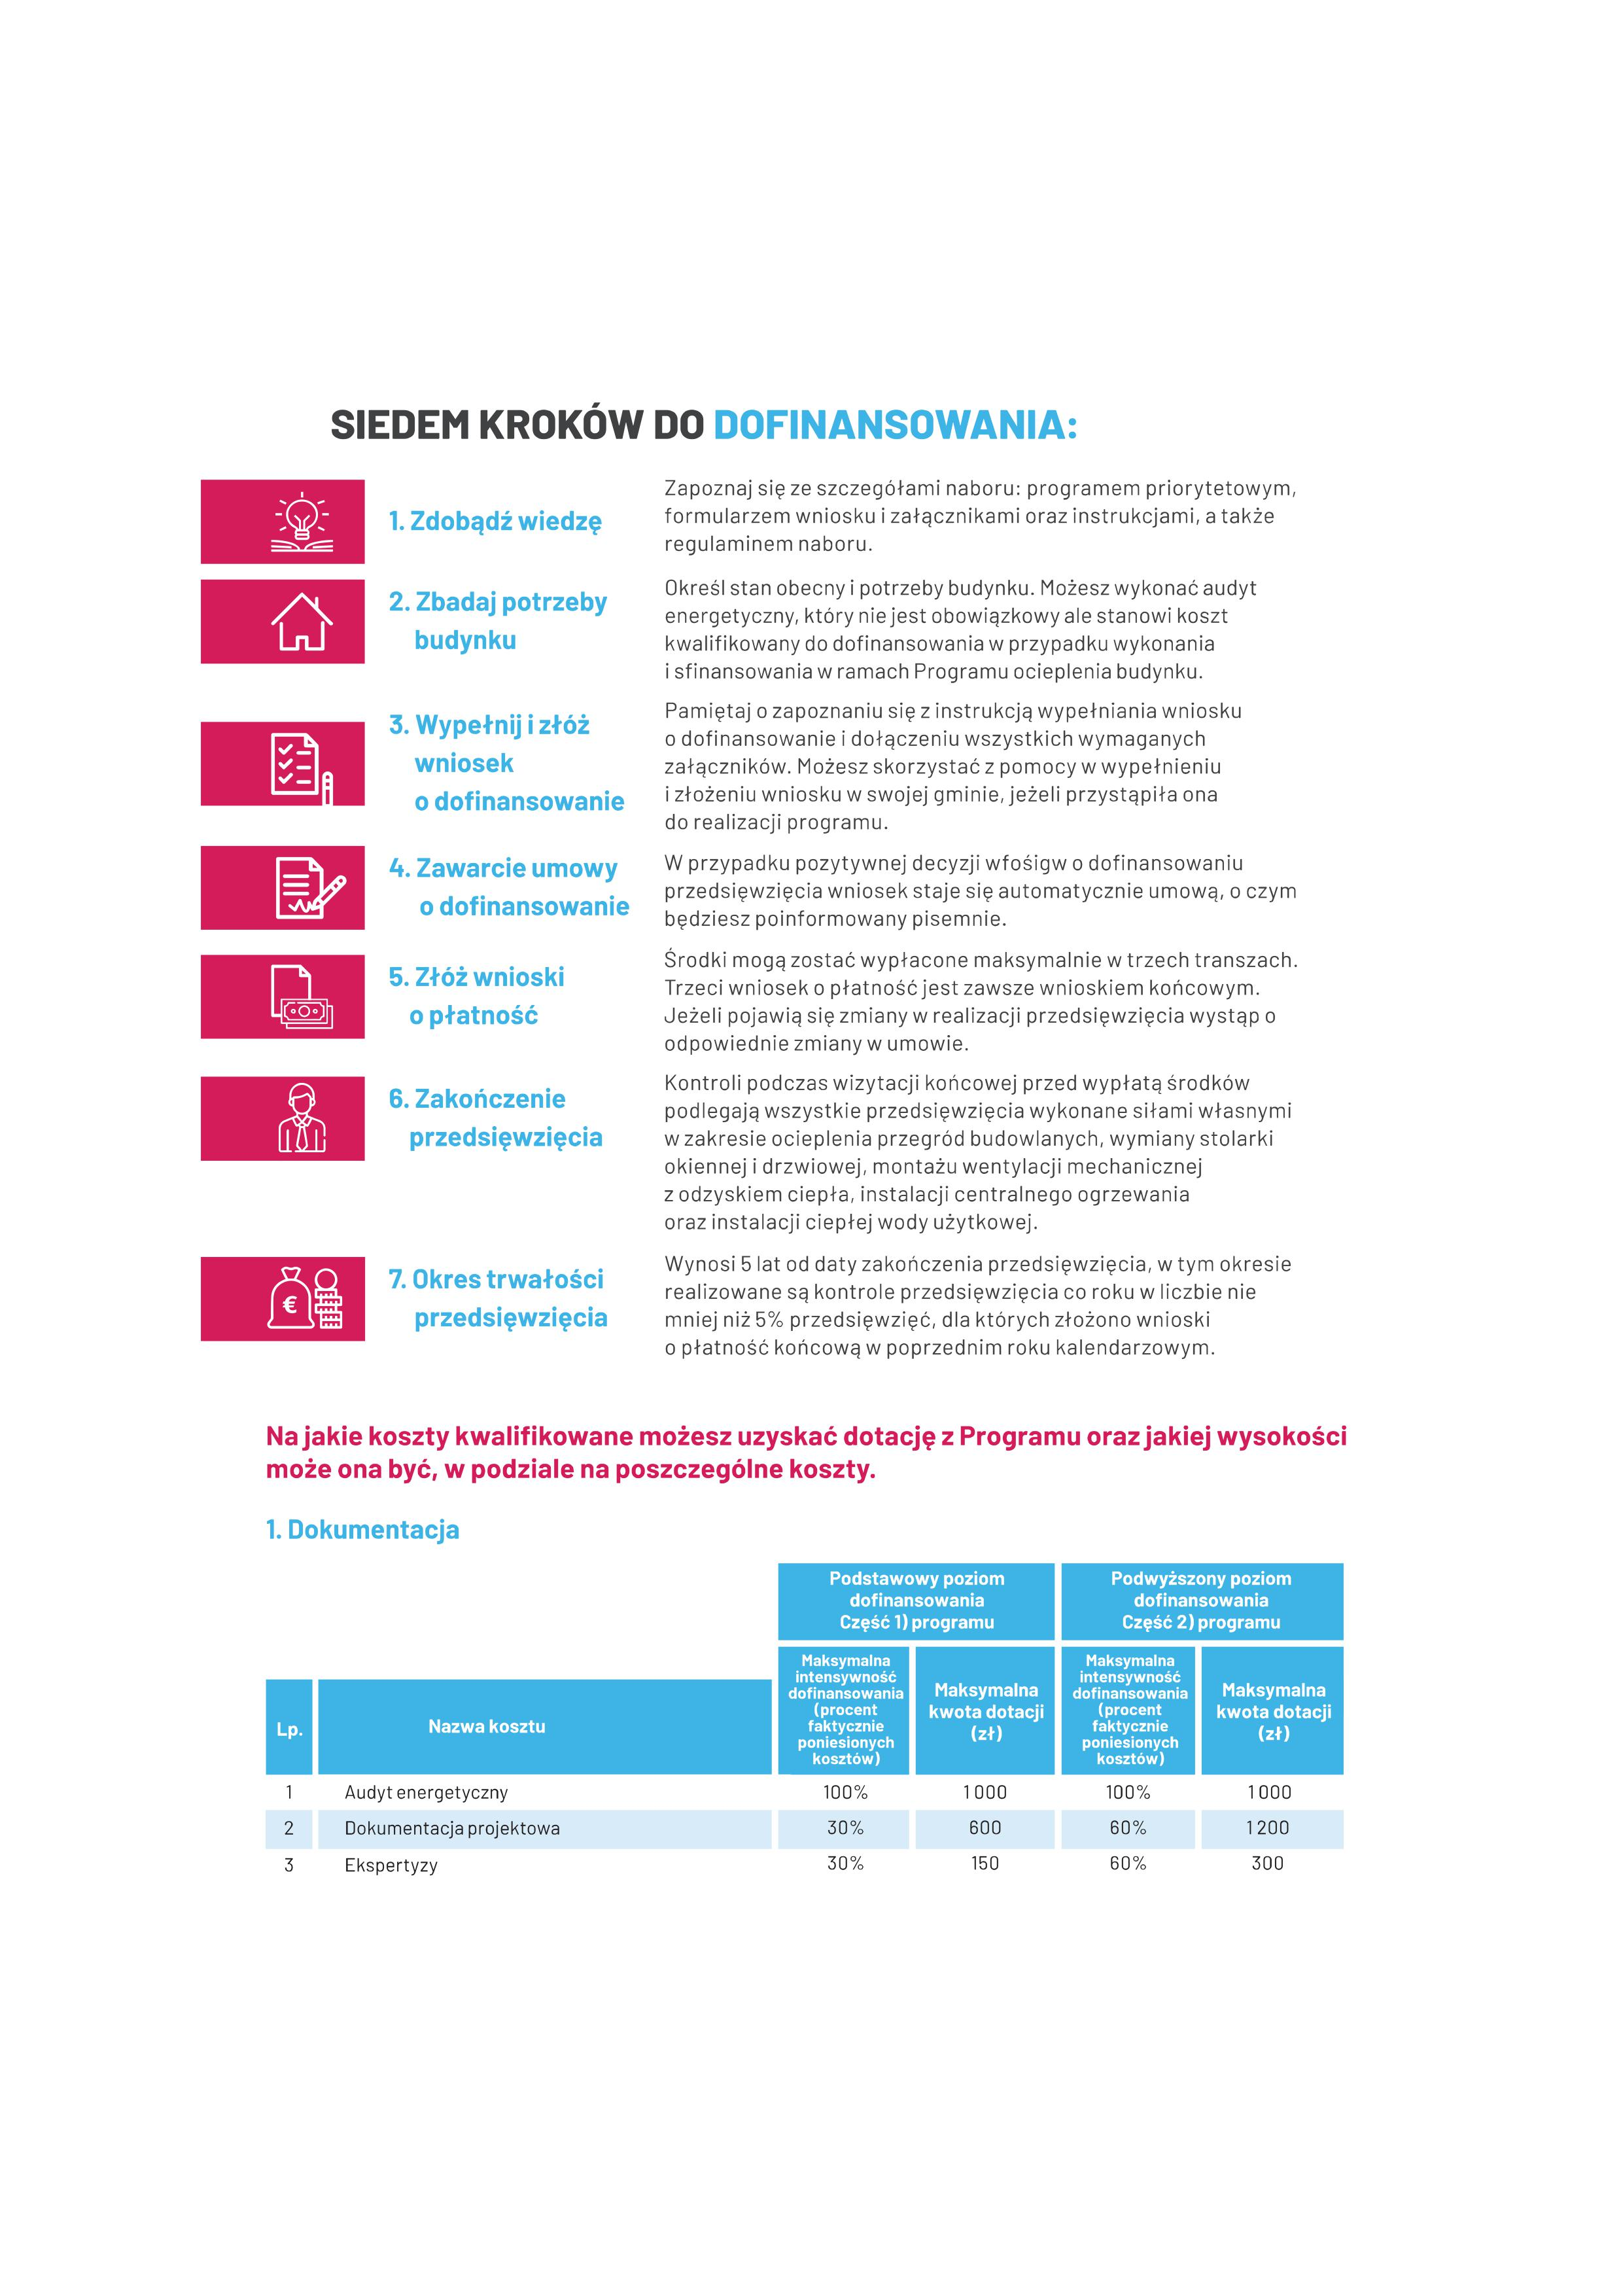 SIEDEM KROKÓW DO DOFINANSOWANIA:
1. Zdobądź wiedzę
Zapoznaj się ze szczegółami naboru: programem priorytetowym,
formularzem wniosku i załącznikami oraz instrukcjami, a także
regulaminem naboru.
2. Zbadaj potrzeby
budynku
Określ stan obecny i potrzeby budynku. Możesz wykonać audyt
energetyczny, który nie jest obowiązkowy ale stanowi koszt
kwalifikowany do dofinansowania w przypadku wykonania
i sfinansowania w ramach Programu ocieplenia budynku.
3. Wypełnij i złóż
wniosek
o dofinansowanie
Pamiętaj o zapoznaniu się z instrukcją wypełniania wniosku
o dofinansowanie i dołączeniu wszystkich wymaganych
załączników. Możesz skorzystać z pomocy w wypełnieniu
i złożeniu wniosku w swojej gminie, jeżeli przystąpiła ona
do realizacji programu.
4. Zawarcie umowy
o dofinansowanie
W przypadku pozytywnej decyzji wfośigw o dofinansowaniu
przedsięwzięcia wniosek staje się automatycznie umową, o czym
będziesz poinformowany pisemnie.
5. Złóż wnioski
o płatność
Środki mogą zostać wypłacone maksymalnie w trzech transzach.
Trzeci wniosek o płatność jest zawsze wnioskiem końcowym.
Jeżeli pojawią się zmiany w realizacji przedsięwzięcia wystąp o
odpowiednie zmiany w umowie.
6. Zakończenie
przedsięwzięcia
Kontroli podczas wizytacji końcowej przed wypłatą środków
podlegają wszystkie przedsięwzięcia wykonane siłami własnymi
w zakresie ocieplenia przegród budowlanych, wymiany stolarki
okiennej i drzwiowej, montażu wentylacji mechanicznej
z odzyskiem ciepła, instalacji centralnego ogrzewania
oraz instalacji ciepłej wody użytkowej.
€
7. Okres trwałości
przedsięwzięcia
Wynosi 5 lat od daty zakończenia przedsięwzięcia, w tym okresie
realizowane są kontrole przedsięwzięcia co roku w liczbie nie
mniej niż 5% przedsięwzięć, dla których złożono wnioski
o płatność końcową w poprzednim roku kalendarzowym.
Na jakie koszty kwalifikowane możesz uzyskać dotację z Programu oraz jakiej wysokości
może ona być, w podziale na poszczególne koszty.
1. Dokumentacja
Podstawowy poziom
dofinansowania
Część 1) programu
Podwyższony poziom
dofinansowania
Część 2) programu
Lp.
Nazwa kosztu
Maksymalna
intensywność
dofinansowania
(procent
faktycznie
poniesionych
kosztów)
Maksymalna
kwota dotacji
(zł)
Maksymalna
intensywność
dofinansowania
(procent
faktycznie
poniesionych
kosztów)
Maksymalna
kwota dotacji
(zł)
1 Audyt energetyczny 100% 1 000 100% 1 000
2 Dokumentacja projektowa 30% 600 60% 1 200
3 Ekspertyzy 30% 150 60% 300